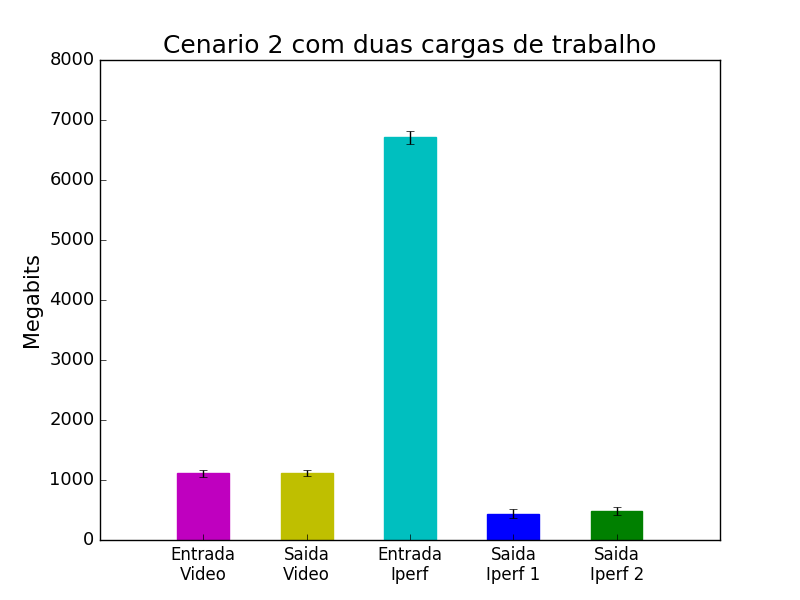 Cenario 2 com duas cargas de trabalho
8000
7000
6000
5000
4000
3000
2000
1000
0
Megabits
Entrada
Video
Saida
Video
Entrada
Iperf
Saida
Iperf 1
Saida
Iperf 2